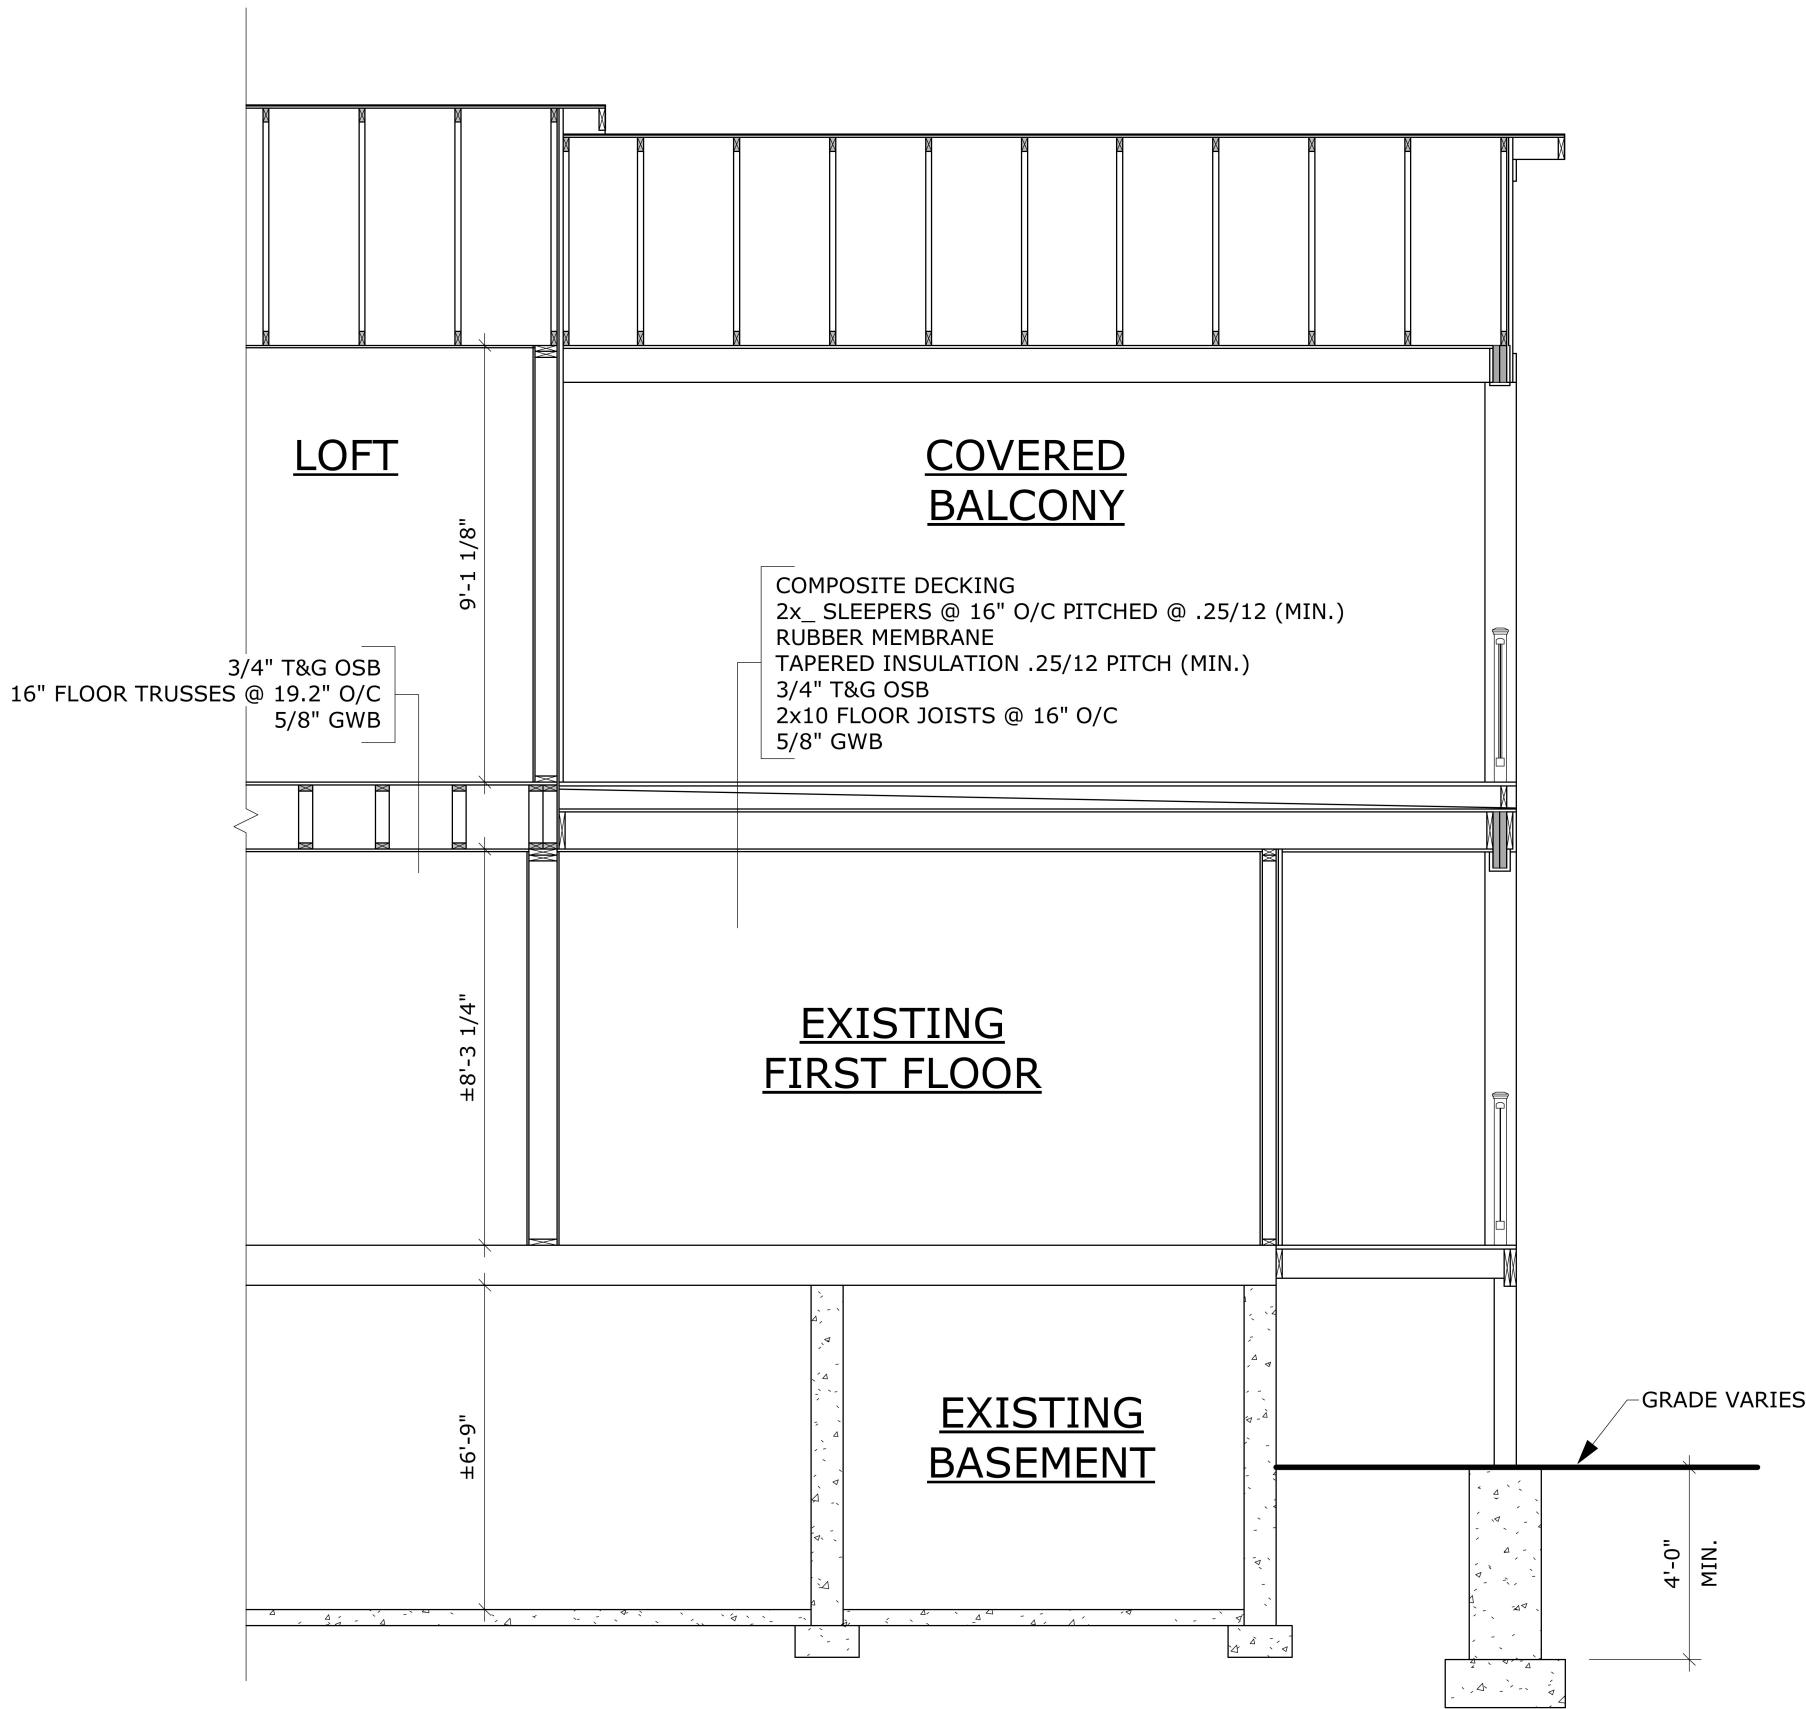 LOFT
COVERED
BALCONY
9'-1 1/8"
COMPOSITE DECKING
2x_ SLEEPERS @ 16" O/C PITCHED @ .25/12 (MIN.)
RUBBER MEMBRANE
TAPERED INSULATION .25/12 PITCH (MIN.)
3/4" T&G OSB
2x10 FLOOR JOISTS @ 16" O/C
5/8" GWB
3/4" T&G OSB
16" FLOOR TRUSSES @ 19.2" O/C
5/8" GWB
±8'-3 1/4"
EXISTING
FIRST FLOOR
±6'-9"
EXISTING
BASEMENT
GRADE VARIES
4'-0"
MIN.